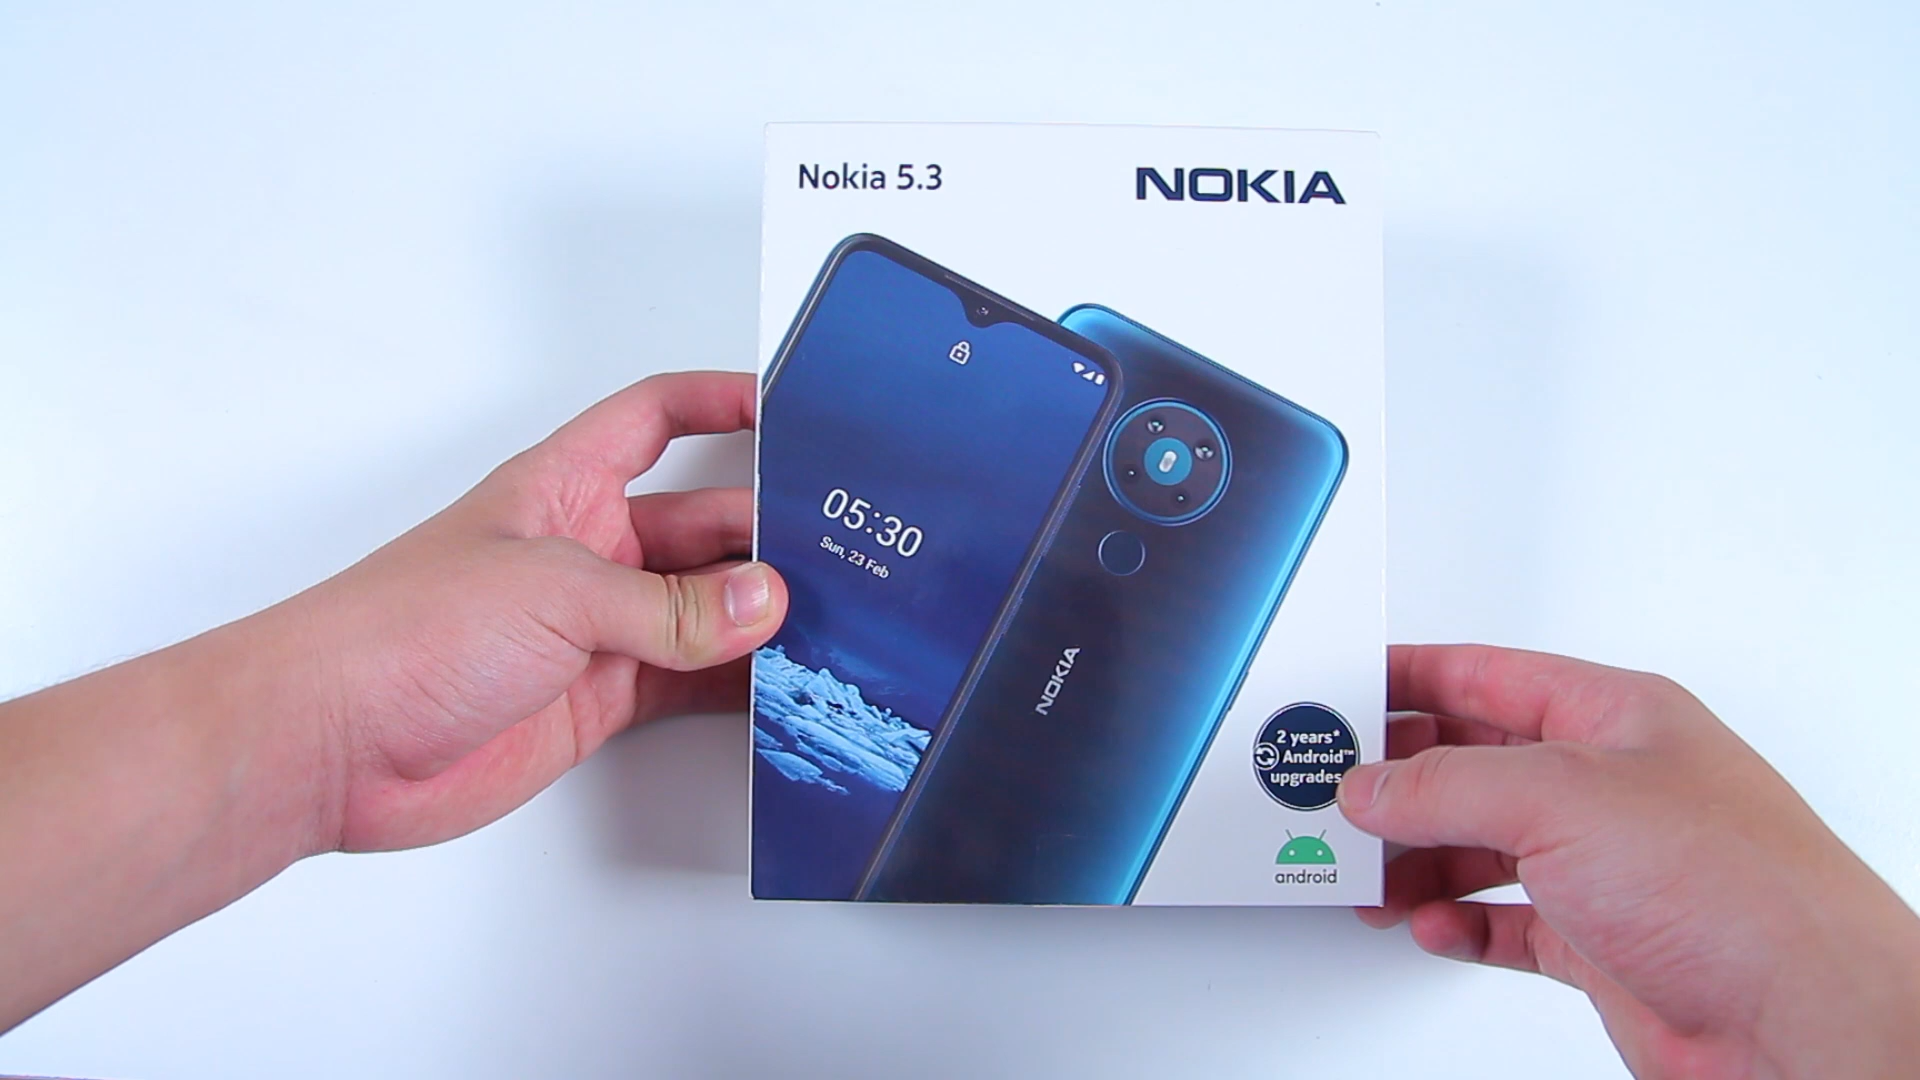 Nokia 5.3
NOKIA
05:30
Sun, 23 Feb
NOKIA
2 years*
Android™
upgrades
android